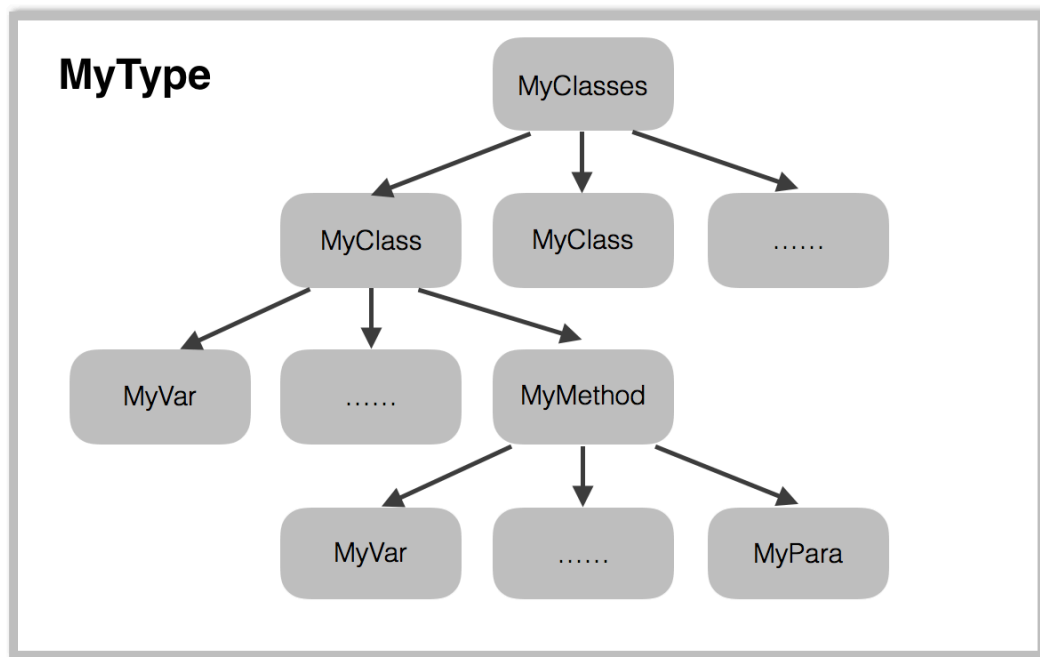 MyType
MyClasses
MyClass
MyClass
......
MyVar
......
MyMethod
MyVar
......
MyPara